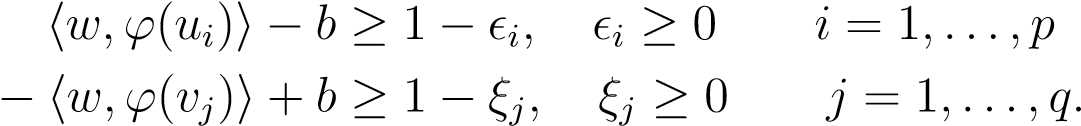 ⟨w, φ(u_i)⟩ − b ≥ 1 − ϵ_i, ϵ_i ≥ 0 i = 1, . . . , p
− ⟨w, φ(v_j)⟩ + b ≥ 1 − ξ_j, ξ_j ≥ 0 j = 1, . . . , q.